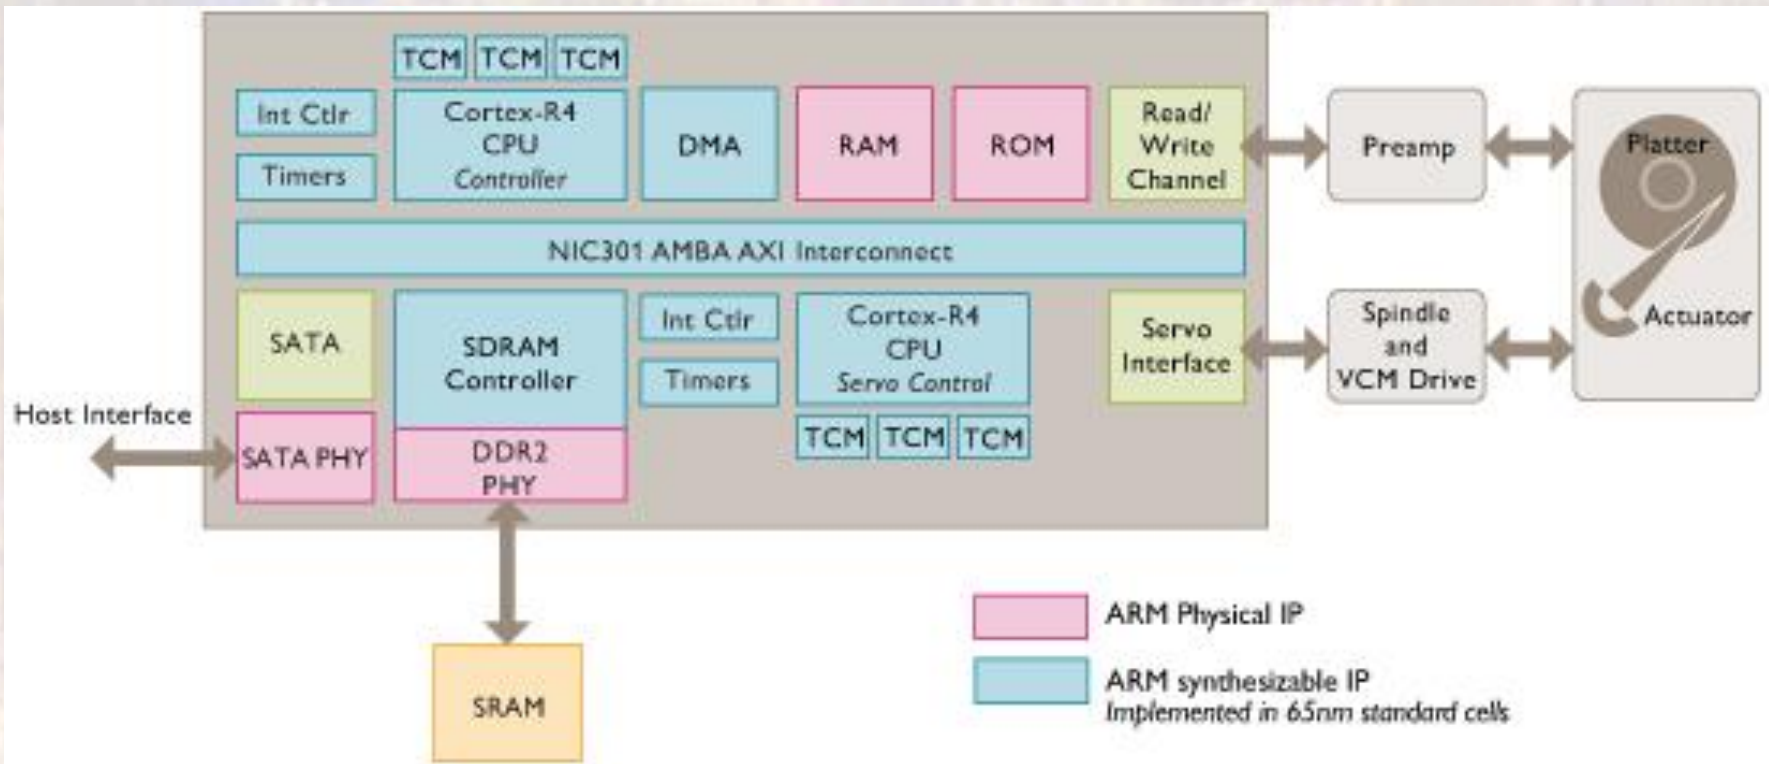 TCM TCM TCM
Int Ctlr
Timers
Cortex-R4
CPU
Controller
DMA
RAM
ROM
Read/
Write
Channel
Preamp
Platter
Actuator
NIC301 AMBA AXI Interconnect
SATA
SDRAM
Controller
Int Ctlr
Timers
Cortex-R4
CPU
Servo Control
Servo
Interface
Spindle
and
VCM Drive
Host Interface
SATA PHY
DDR2
PHY
TCM TCM TCM
SRAM
ARM Physical IP
ARM synthesizable IP
Implemented in 65nm standard cells